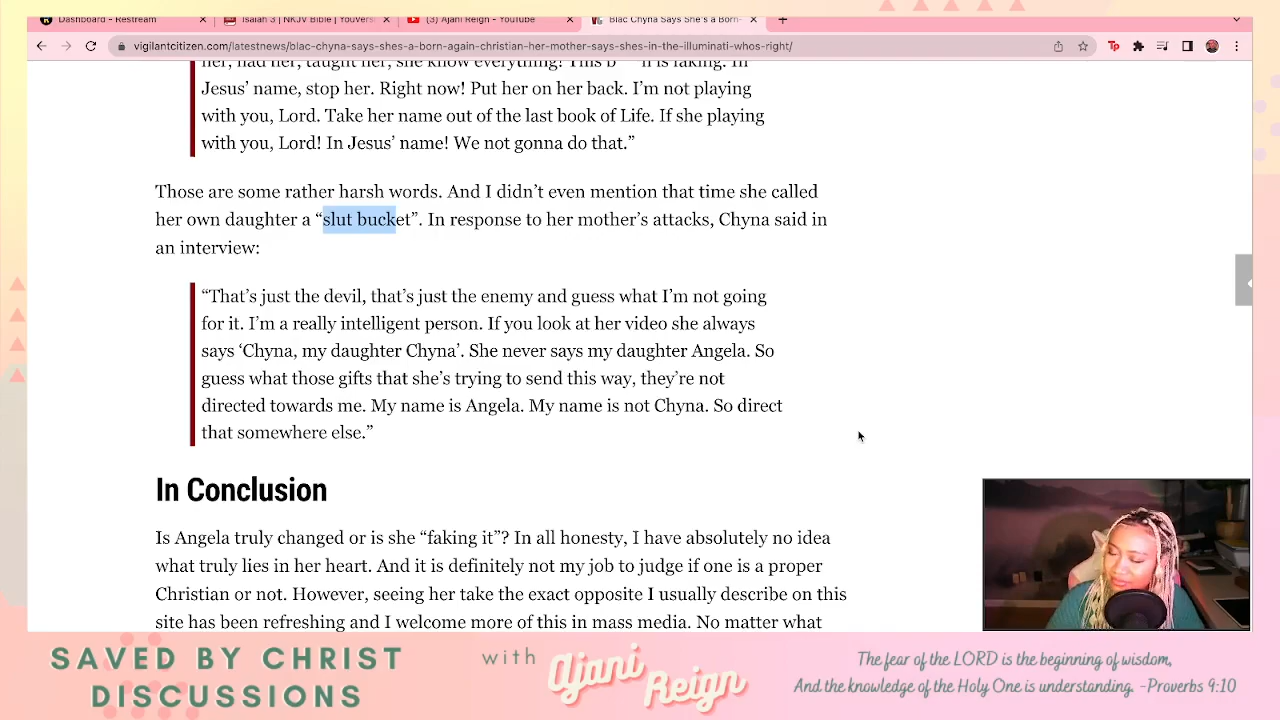 Dashboard - Restream
Isaiah 3 | NKJV Bible | YouVers
(3) Ajani Reign - YouTube
Blac Chyna Says She's a Born-
vigilantcitizen.com/latestnews/blac-chyna-says-shes-a-born-again-christian-her-mother-says-shes-in-the-illuminati-whos-right/
her, had her, taught her, she know everything! This b***h is faking. In
Jesus’ name, stop her. Right now! Put her on her back. I’m not playing
with you, Lord. Take her name out of the last book of Life. If she playing
with you, Lord! In Jesus’ name! We not gonna do that.”
Those are some rather harsh words. And I didn’t even mention that time she called
her own daughter a “slut bucket”. In response to her mother’s attacks, Chyna said in
an interview:
“That’s just the devil, that’s just the enemy and guess what I’m not going
for it. I’m a really intelligent person. If you look at her video she always
says ‘Chyna, my daughter Chyna’. She never says my daughter Angela. So
guess what those gifts that she’s trying to send this way, they’re not
directed towards me. My name is Angela. My name is not Chyna. So direct
that somewhere else.”
In Conclusion
Is Angela truly changed or is she “faking it”? In all honesty, I have absolutely no idea
what truly lies in her heart. And it is definitely not my job to judge if one is a proper
Christian or not. However, seeing her take the exact opposite I usually describe on this
site has been refreshing and I welcome more of this in mass media. No matter what
SAVED BY CHRIST
DISCUSSIONS
with
Ajani
Reign
The fear of the LORD is the beginning of wisdom,
And the knowledge of the Holy One is understanding. -Proverbs 9:10